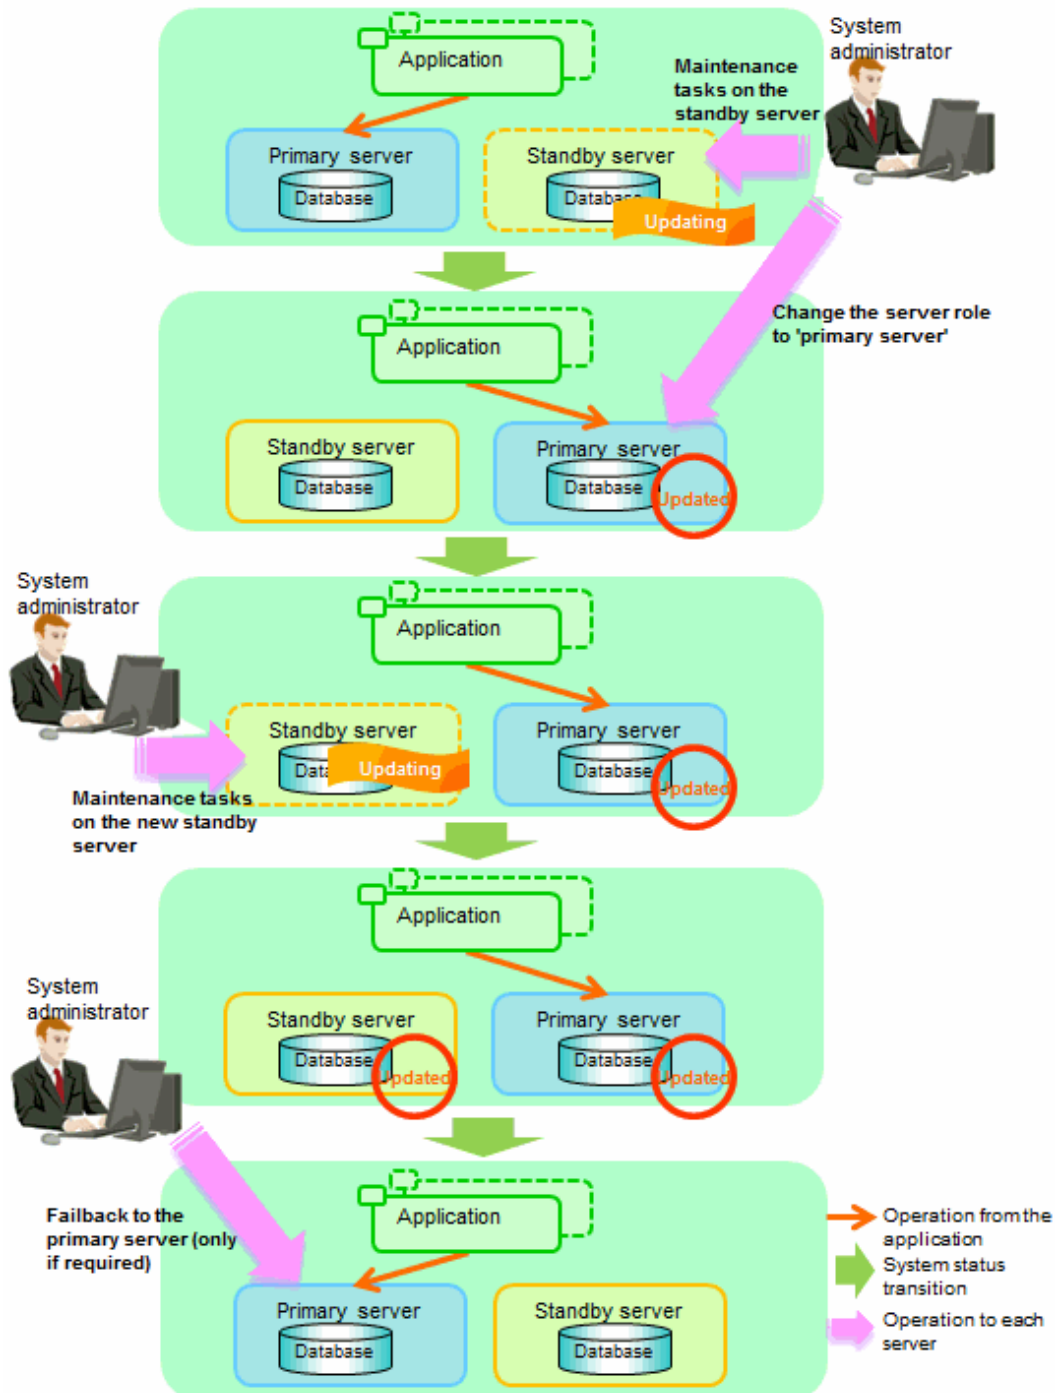 System
administrator
Application
Maintenance
tasks on the
standby server
Primary server
Database
Standby server
Database
Updating
Application
Change the server role
to 'primary server'
Standby server
Database
Primary server
Database
Updated
System
administrator
Application
Standby server
Data
Updating
Primary server
Database
Updated
Maintenance tasks
on the new standby
server
Application
System
administrator
Standby server
Database
Updated
Primary server
Database
Updated
Failback to the
primary server (only
if required)
Application
Primary server
Database
Standby server
Database
Operation from the
application
System status
transition
Operation to each
server